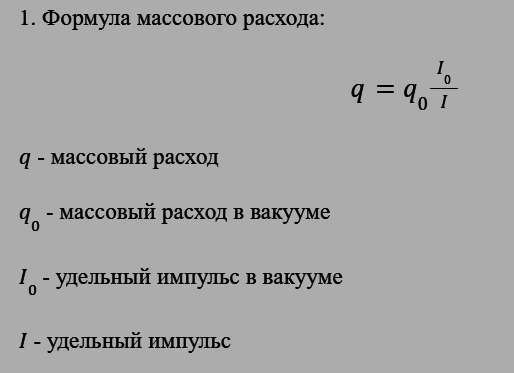 1. Формула массового расхода:
q = q₀ I₀/I
q - массовый расход
q₀ - массовый расход в вакууме
I₀ - удельный импульс в вакууме
I - удельный импульс